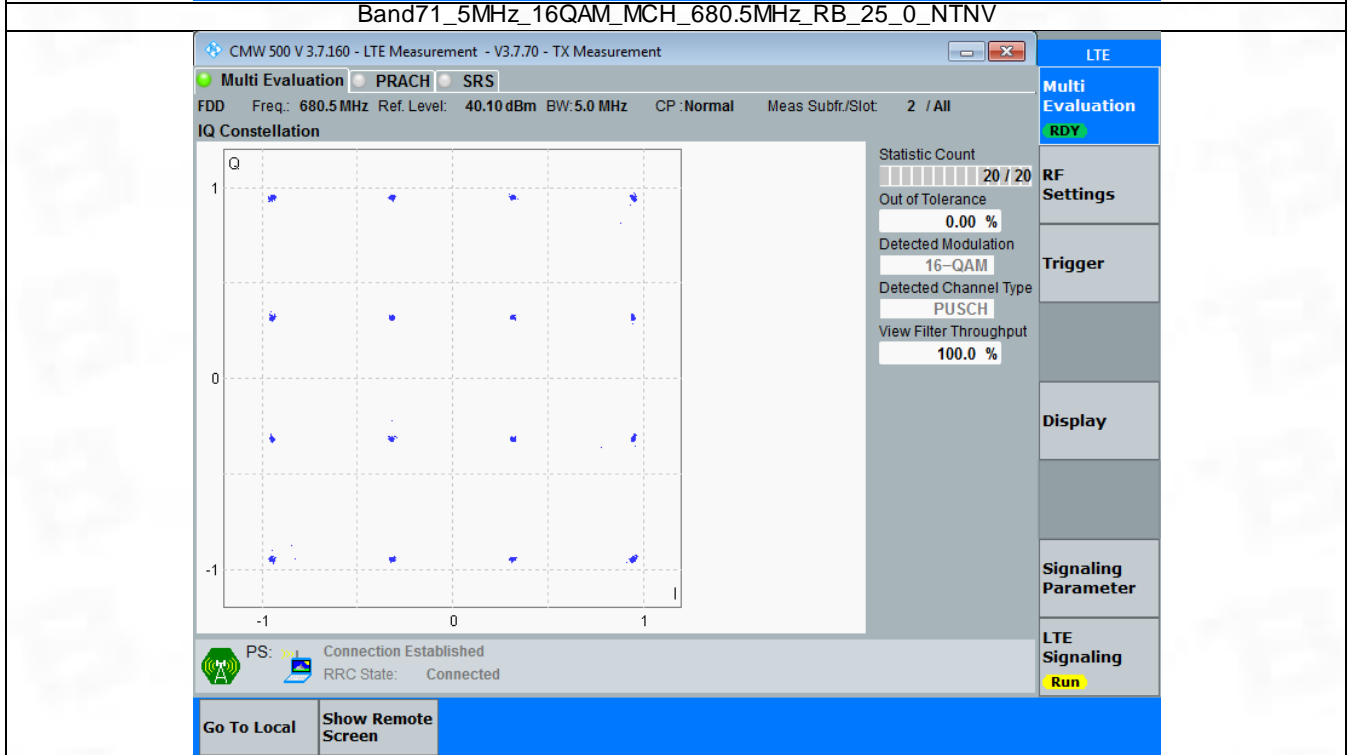 Band71_5MHz_16QAM_MCH_680.5MHz_RB_25_0_NTNV
CMW 500 V 3.7.160 - LTE Measurement - V3.7.70 - TX Measurement
LTE
Multi Evaluation PRACH SRS
Multi
Evaluation
RDY
FDD Freq.: 680.5 MHz Ref. Level: 40.10 dBm BW: 5.0 MHz CP : Normal Meas Subfr./Slot: 2 / All
IQ Constellation
Q
1
0
-1
I
-1 0 1
Statistic Count
20 / 20
Out of Tolerance
0.00 %
Detected Modulation
16-QAM
Detected Channel Type
PUSCH
View Filter Throughput
100.0 %
RF
Settings
Trigger
Display
Signaling
Parameter
LTE
Signaling
Run
PS: Connection Established
RRC State: Connected
Go To Local
Show Remote
Screen